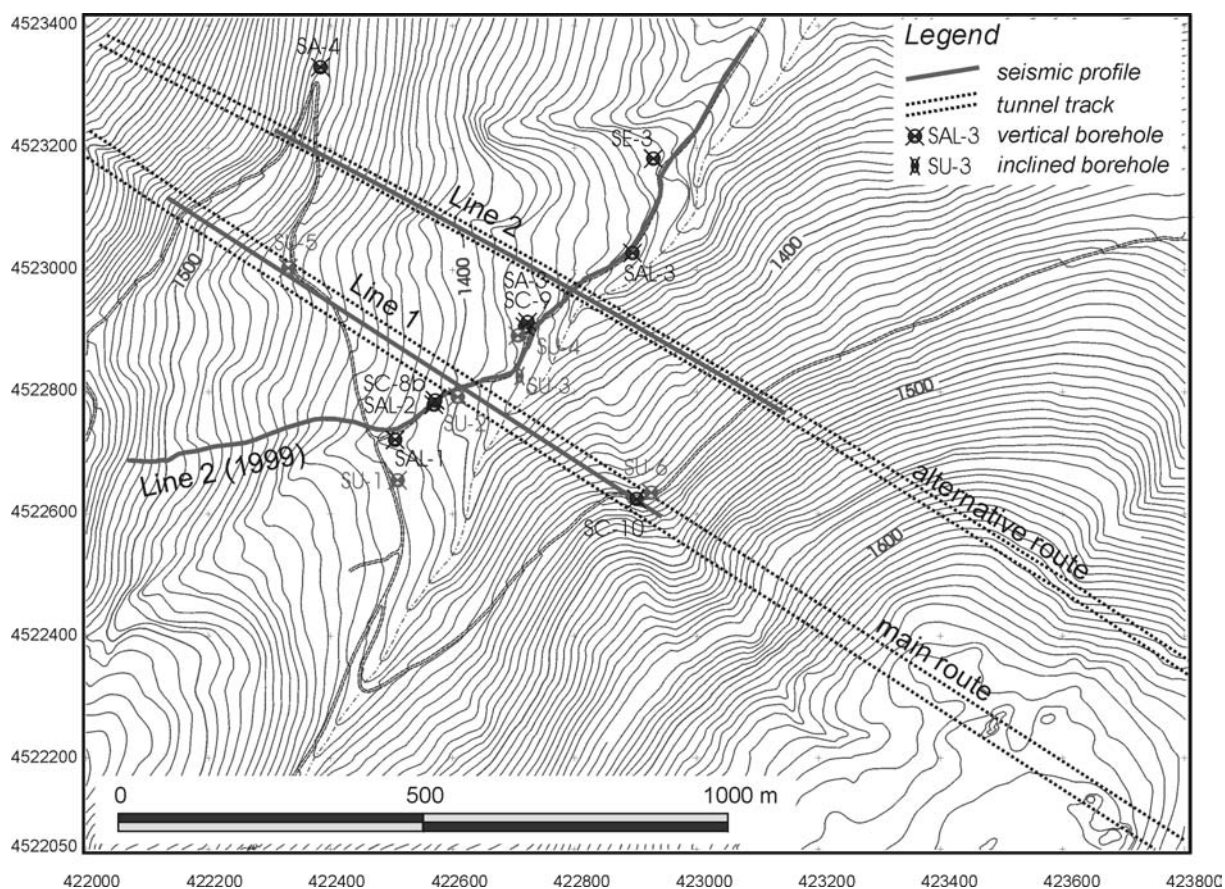 4523400
4523200
4523000
4522800
4522600
4522400
4522200
4522050
422000
422200
422400
422600
422800
423000
423200
423400
423600
423800
Legend
seismic profile
tunnel track
SAL-3 vertical borehole
SU-3 inclined borehole
SA-4
SE-3
Line 2
SU-5
1500
Line 1
1400
SA-3
SC-9
SAL-3
1400
SU-4
SU-3
SC-8b
SAL-2
SU-2
1500
Line 2 (1999)
SAL-1
SU-1
SU-6
SC-10
alternative route
1600
main route
0
500
1000 m